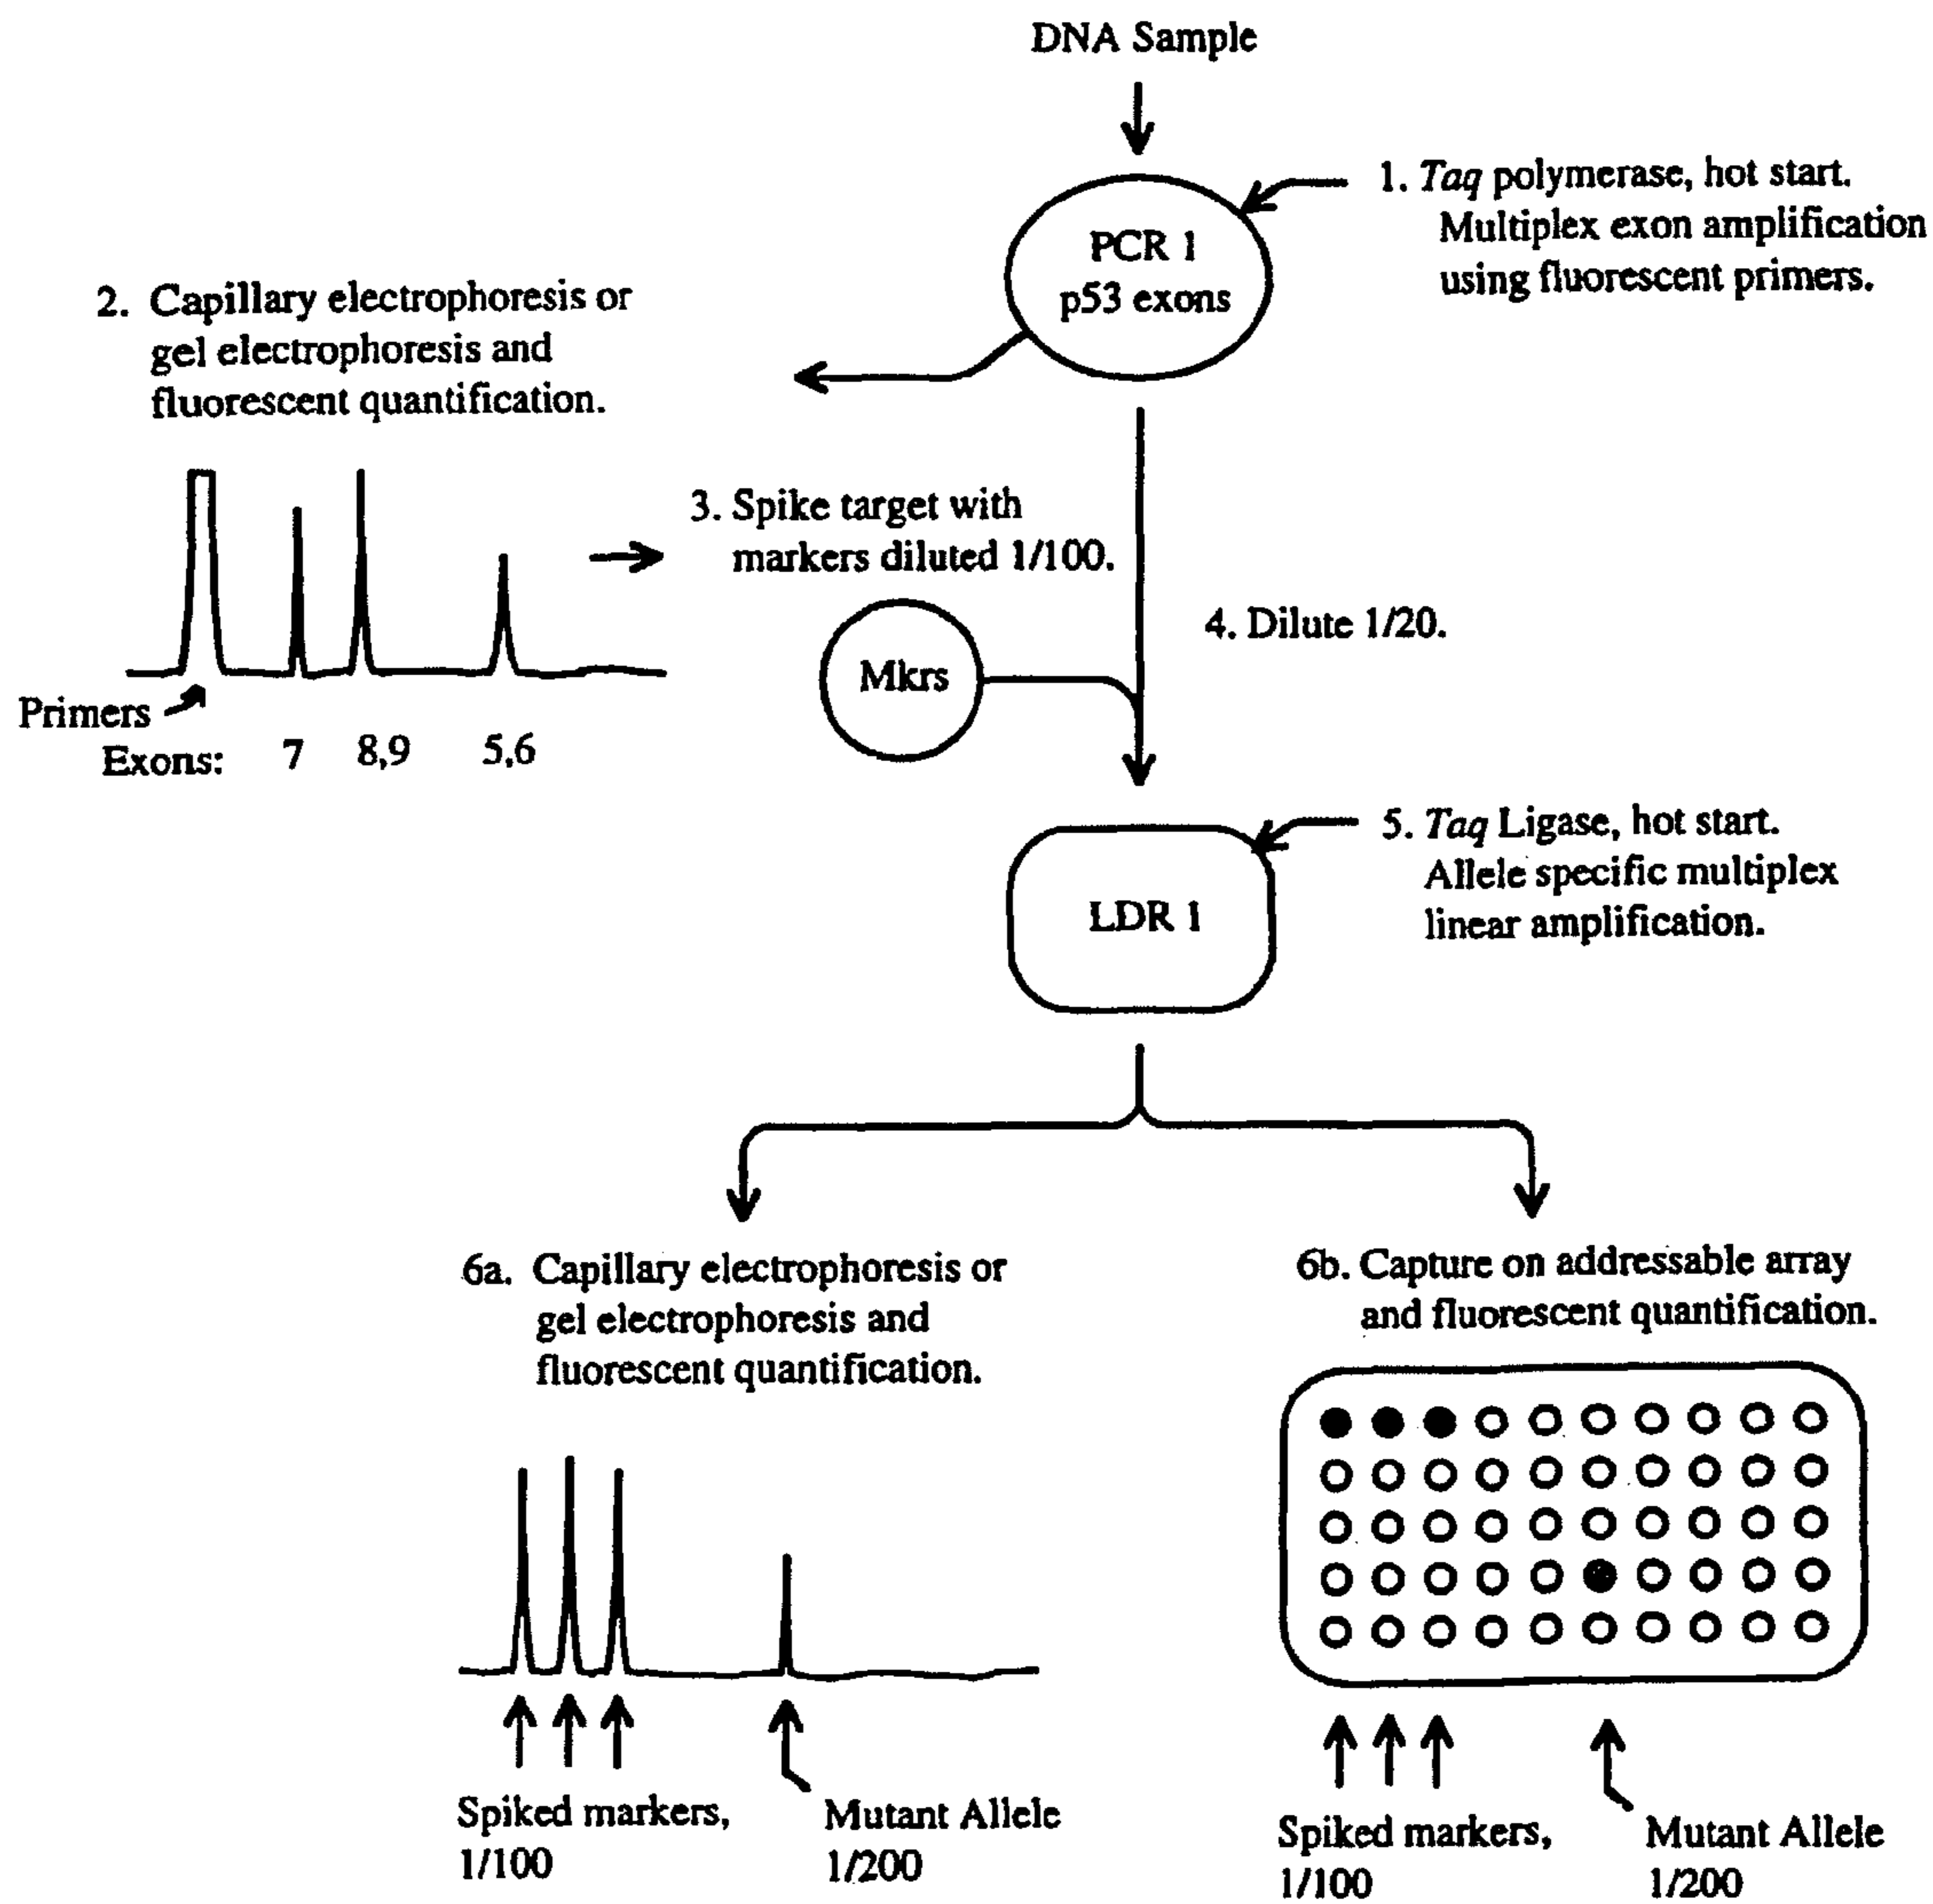 DNA Sample
1. Taq polymerase, hot start.
Multiplex exon amplification
using fluorescent primers.
PCR 1
p53 exons
2. Capillary electrophoresis or
gel electrophoresis and
fluorescent quantification.
Primers
Exons: 7 8,9 5,6
3. Spike target with
markers diluted 1/100.
Mkrs
4. Dilute 1/20.
5. Taq Ligase, hot start.
Allele specific multiplex
linear amplification.
LDR 1
6a. Capillary electrophoresis or
gel electrophoresis and
fluorescent quantification.
Spiked markers,
1/100
Mutant Allele
1/200
6b. Capture on addressable array
and fluorescent quantification.
Spiked markers,
1/100
Mutant Allele
1/200